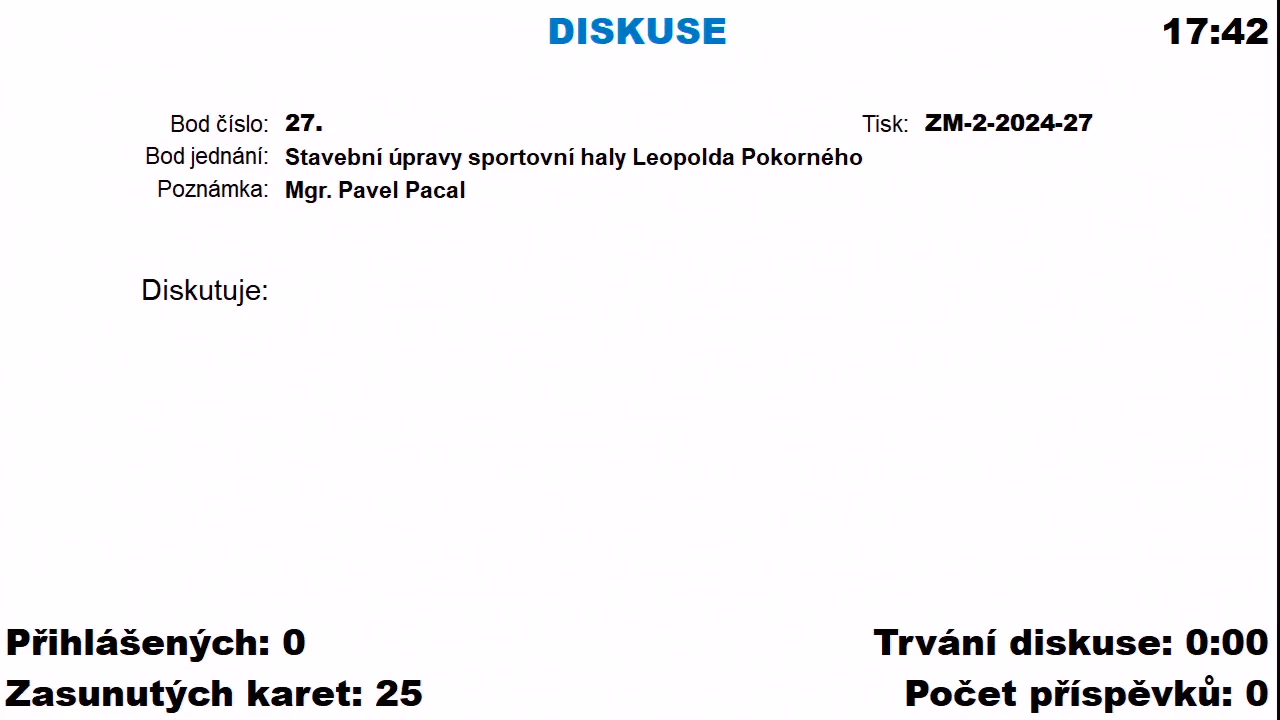 DISKUSE 17:42
Bod číslo: 27. Tisk: ZM-2-2024-27
Bod jednání: Stavební úpravy sportovní haly Leopolda Pokorného
Poznámka: Mgr. Pavel Pacal
Diskutuje:
Přihlášených: 0 Trvání diskuse: 0:00
Zasunutých karet: 25 Počet příspěvků: 0